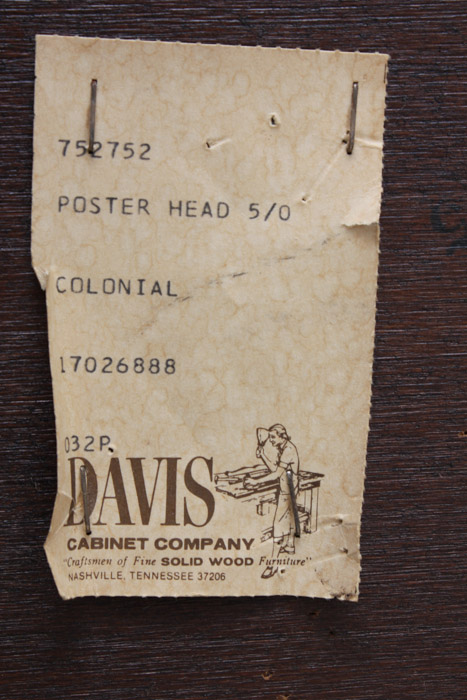 752752
POSTER HEAD 5/0
COLONIAL
17026888
032P
DAVIS
CABINET COMPANY
"Craftsmen of Fine SOLID WOOD Furniture"
NASHVILLE, TENNESSEE 37206